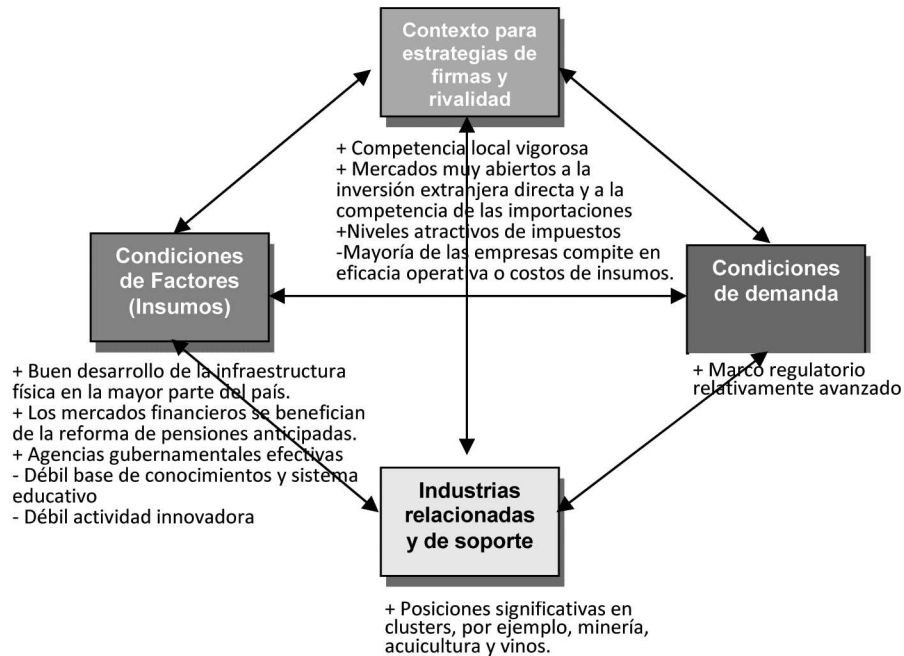 Contexto para
estrategias de
firmas y
rivalidad
+ Competencia local vigorosa
+ Mercados muy abiertos a la
inversión extranjera directa y a la
competencia de las importaciones
+Niveles atractivos de impuestos
-Mayoría de las empresas compite en
eficacia operativa o costos de insumos.
Condiciones
de Factores
(Insumos)
+ Buen desarrollo de la infraestructura
física en la mayor parte del país.
+ Los mercados financieros se benefician
de la reforma de pensiones anticipadas.
+ Agencias gubernamentales efectivas
- Débil base de conocimientos y sistema
educativo
- Débil actividad innovadora
Condiciones
de demanda
+ Marco regulatorio
relativamente avanzado
Industrias
relacionadas
y de soporte
+ Posiciones significativas en
clusters, por ejemplo, minería,
acuicultura y vinos.